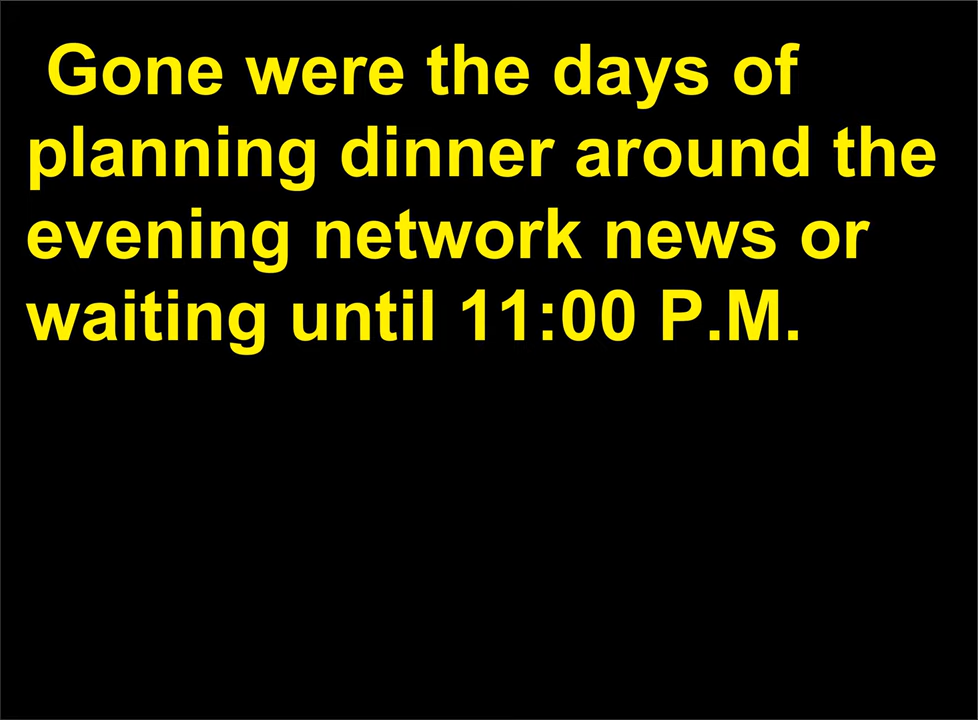 Gone were the days of
planning dinner around the
evening network news or
waiting until 11:00 P.M.